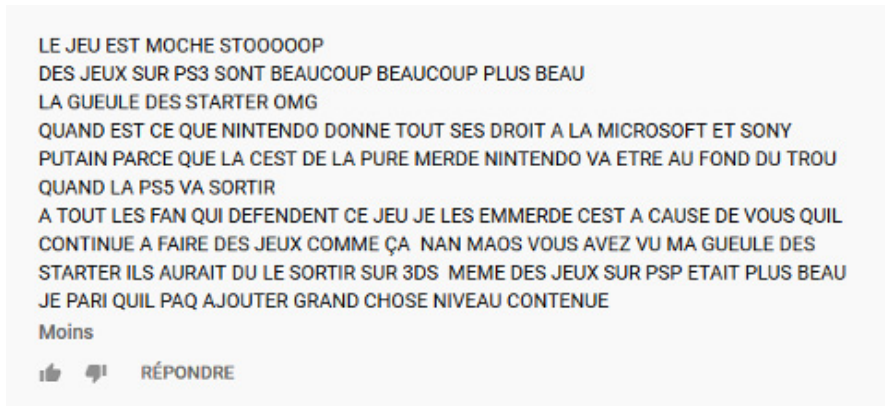 LE JEU EST MOCHE STOOOOOP
DES JEUX SUR PS3 SONT BEAUCOUP BEAUCOUP PLUS BEAU
LA GUEULE DES STARTER OMG
QUAND EST CE QUE NINTENDO DONNE TOUT SES DROIT A LA MICROSOFT ET SONY
PUTAIN PARCE QUE LA CEST DE LA PURE MERDE NINTENDO VA ETRE AU FOND DU TROU
QUAND LA PS5 VA SORTIR
A TOUT LES FAN QUI DEFENDENT CE JEU JE LES EMMERDE CEST A CAUSE DE VOUS QUIL
CONTINUE A FAIRE DES JEUX COMME ÇA  NAN MAOS VOUS AVEZ VU MA GUEULE DES
STARTER ILS AURAIT DU LE SORTIR SUR 3DS  MEME DES JEUX SUR PSP ETAIT PLUS BEAU
JE PARI QUIL PAQ AJOUTER GRAND CHOSE NIVEAU CONTENUE
Moins
RÉPONDRE